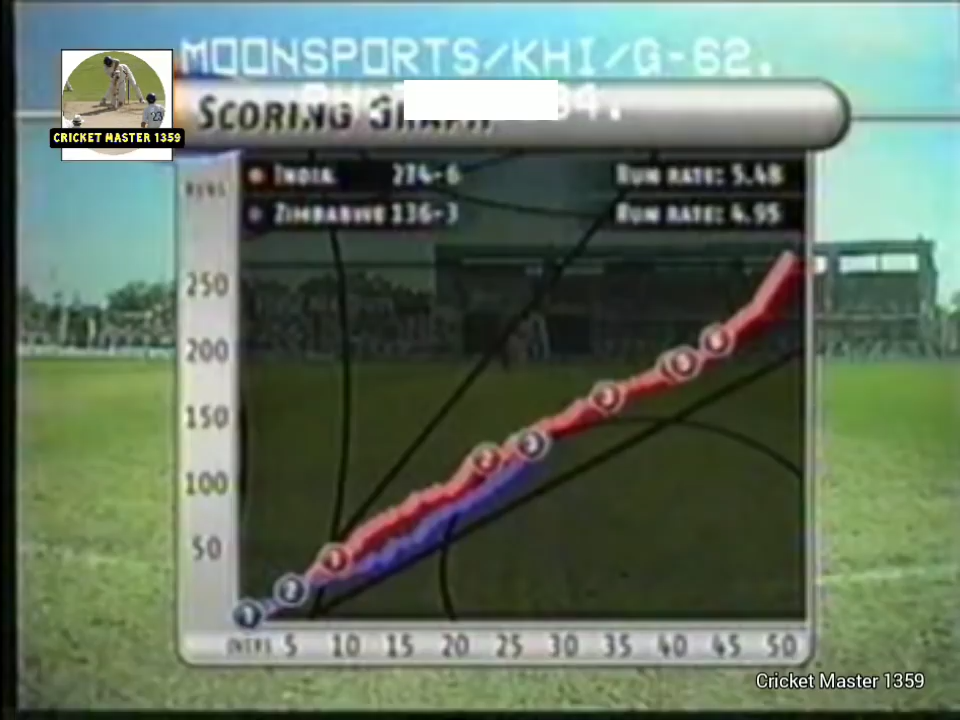 MOONSPORTS/KHI/G-62.
CRICKET MASTER 1359
SCORING GRAPH
RUNS
INDIA 274-6 RUN RATE: 5.48
ZIMBABWE 136-3 RUN RATE: 4.95
250
200
150
100
50
OVERS 5 10 15 20 25 30 35 40 45 50
Cricket Master 1359